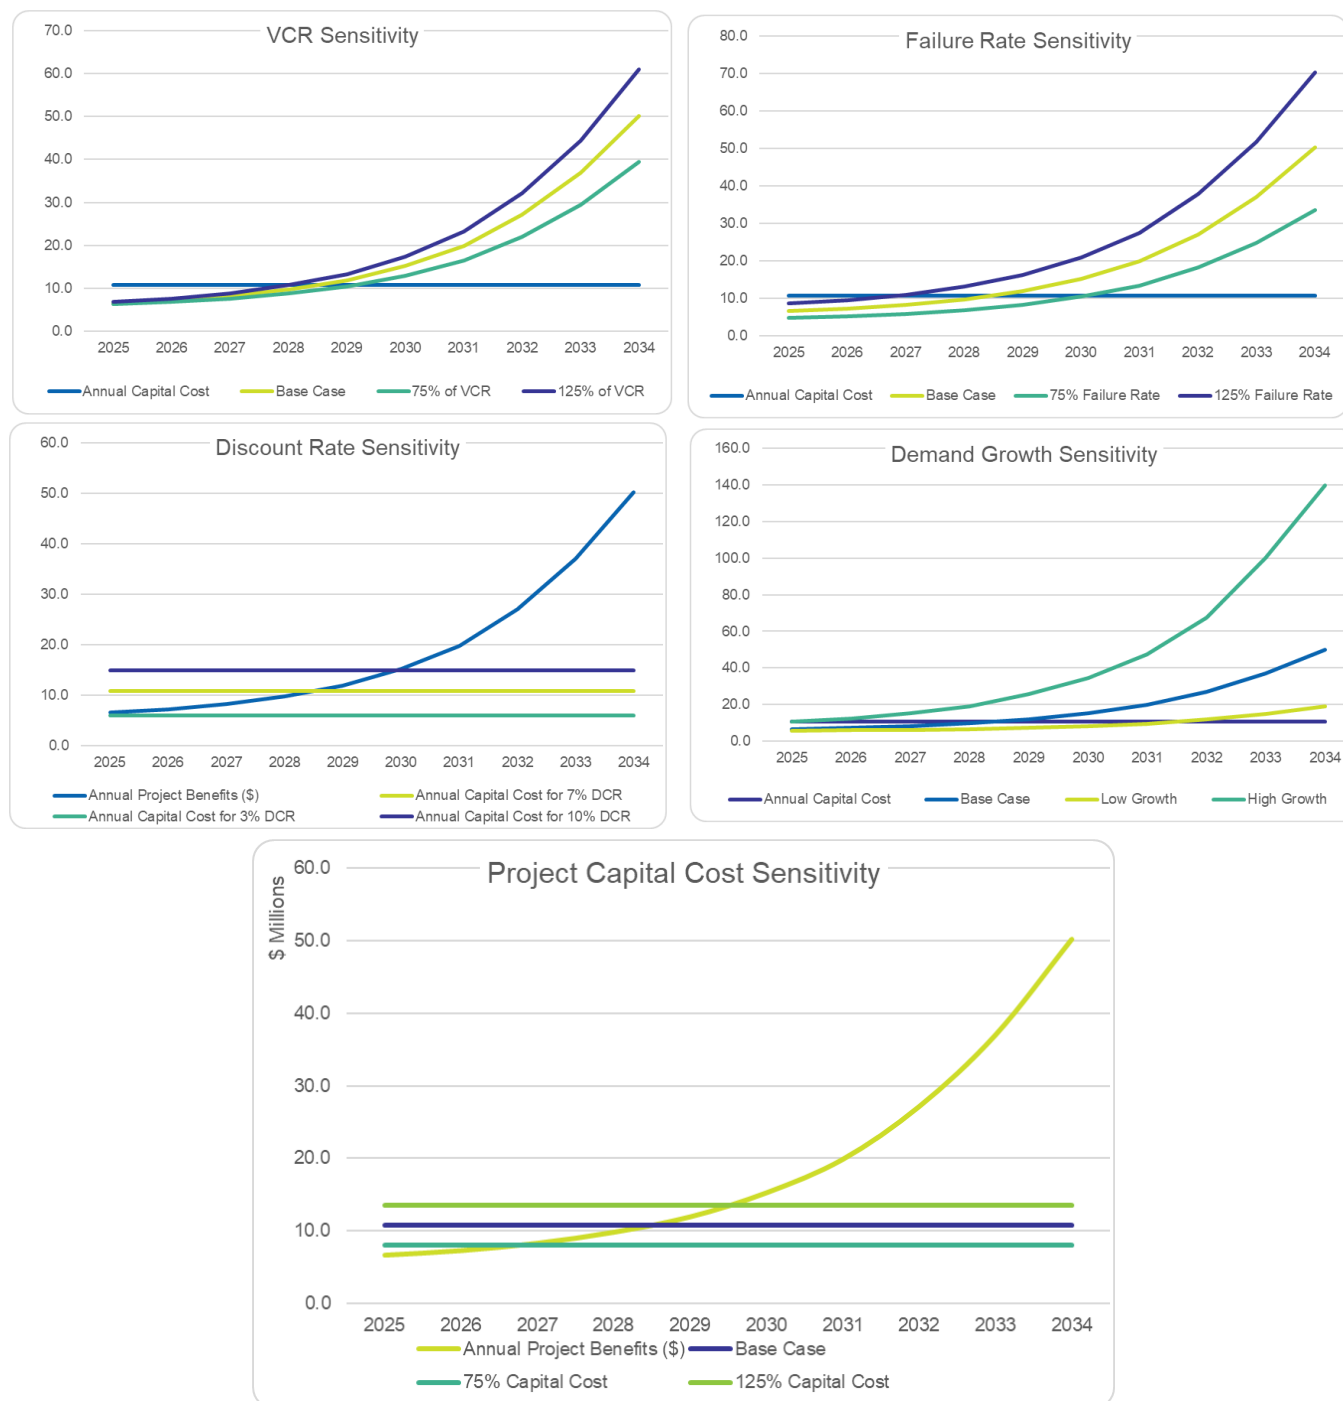 VCR Sensitivity
70.0
60.0
50.0
40.0
30.0
20.0
10.0
0.0
2025 2026 2027 2028 2029 2030 2031 2032 2033 2034
Annual Capital Cost Base Case 75% of VCR 125% of VCR
Failure Rate Sensitivity
80.0
70.0
60.0
50.0
40.0
30.0
20.0
10.0
0.0
2025 2026 2027 2028 2029 2030 2031 2032 2033 2034
Annual Capital Cost Base Case 75% Failure Rate 125% Failure Rate
Discount Rate Sensitivity
60.0
50.0
40.0
30.0
20.0
10.0
0.0
2025 2026 2027 2028 2029 2030 2031 2032 2033 2034
Annual Project Benefits ($) Annual Capital Cost for 7% DCR
Annual Capital Cost for 3% DCR Annual Capital Cost for 10% DCR
Demand Growth Sensitivity
160.0
140.0
120.0
100.0
80.0
60.0
40.0
20.0
0.0
2025 2026 2027 2028 2029 2030 2031 2032 2033 2034
Annual Capital Cost Base Case Low Growth High Growth
Project Capital Cost Sensitivity
$ Millions
60.0
50.0
40.0
30.0
20.0
10.0
0.0
2025 2026 2027 2028 2029 2030 2031 2032 2033 2034
Annual Project Benefits ($) Base Case
75% Capital Cost 125% Capital Cost